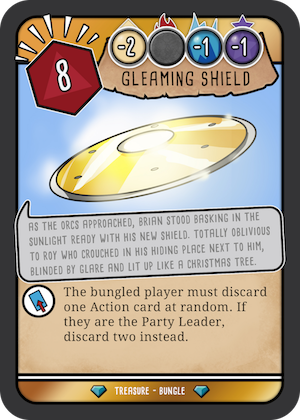 8
-2 -1 -1
GLEAMING SHIELD
AS THE ORCS APPROACHED, BRIAN STOOD BASKING IN THE
SUNLIGHT READY WITH HIS NEW SHIELD. TOTALLY OBLIVIOUS
TO ROY WHO CROUCHED IN HIS HIDING PLACE NEXT TO HIM,
BLINDED BY GLARE AND LIT UP LIKE A CHRISTMAS TREE.
The bungled player must discard
one Action card at random. If
they are the Party Leader,
discard two instead.
TREASURE - BUNGLE